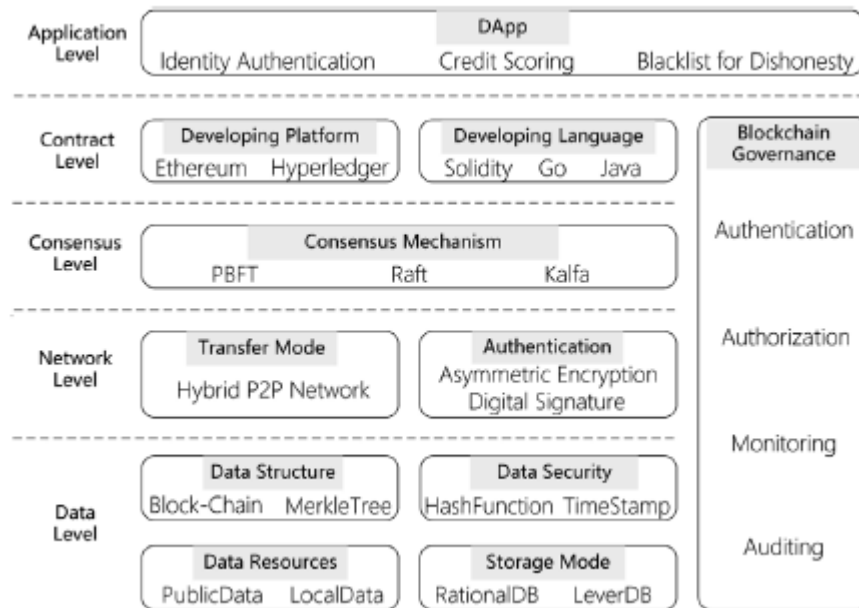 Application
Level
DApp
Identity Authentication Credit Scoring Blacklist for Dishonesty
Contract
Level
Developing Platform
Ethereum Hyperledger
Developing Language
Solidity Go Java
Consensus
Level
Consensus Mechanism
PBFT Raft Kalfa
Network
Level
Transfer Mode
Hybrid P2P Network
Authentication
Asymmetric Encryption
Digital Signature
Data
Level
Data Structure
Block-Chain MerkleTree
Data Security
HashFunction TimeStamp
Data Resources
PublicData LocalData
Storage Mode
RationalDB LeverDB
Blockchain
Governance
Authentication
Authorization
Monitoring
Auditing